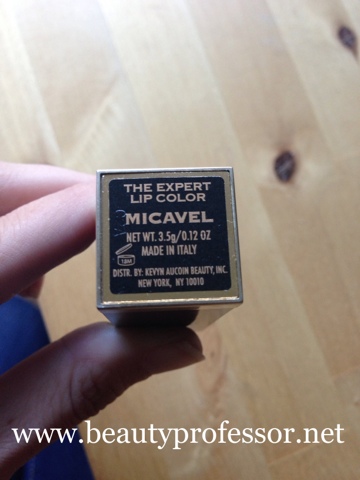 THE EXPERT
LIP COLOR
MICAVEL
NET WT. 3.5g/0.12 OZ
MADE IN ITALY
18M
DISTR. BY: KEVYN AUCOIN BEAUTY, INC.
NEW YORK, NY 10010
www.beautyprofessor.net